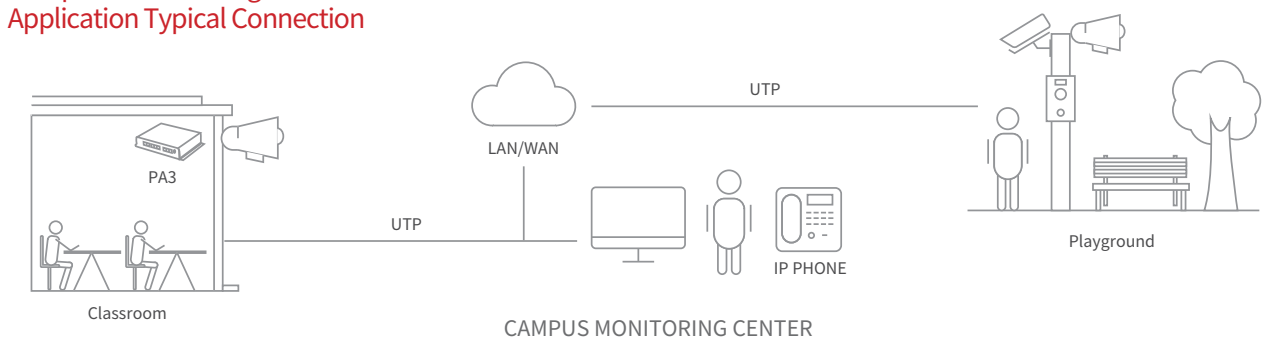 Application Typical Connection
UTP
LAN/WAN
PA3
UTP
IP PHONE
Playground
Classroom
CAMPUS MONITORING CENTER